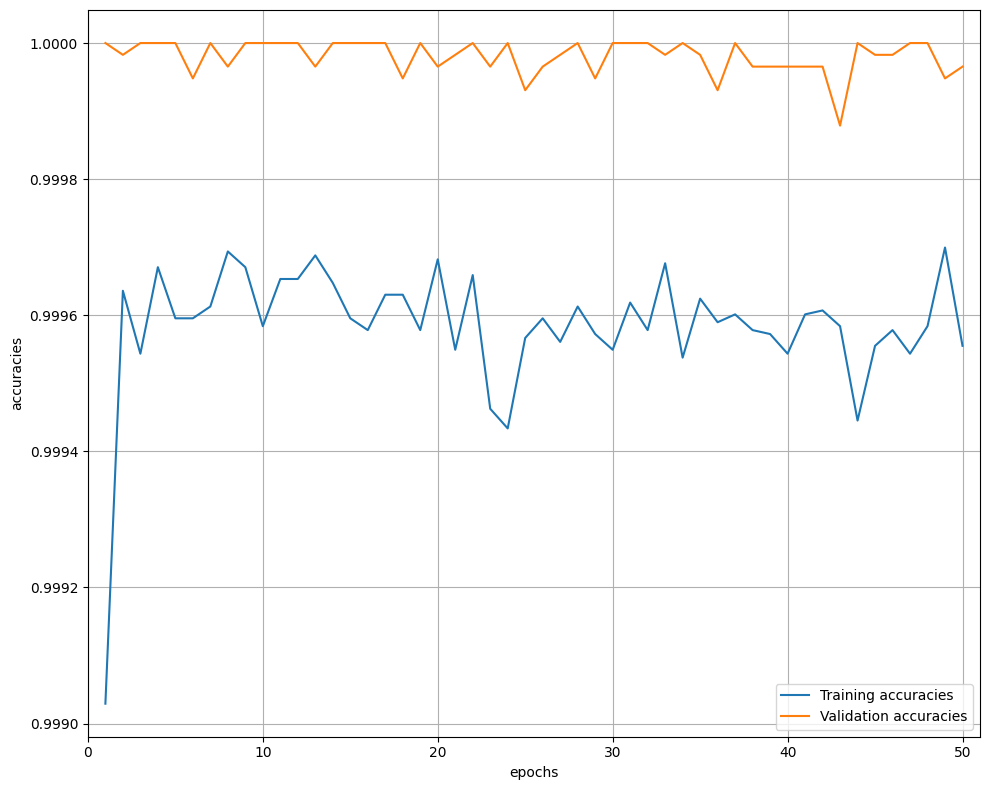 1.0000
0.9998
0.9996
0.9994
0.9992
0.9990
accuracies
0 10 20 30 40 50
epochs
Training accuracies
Validation accuracies